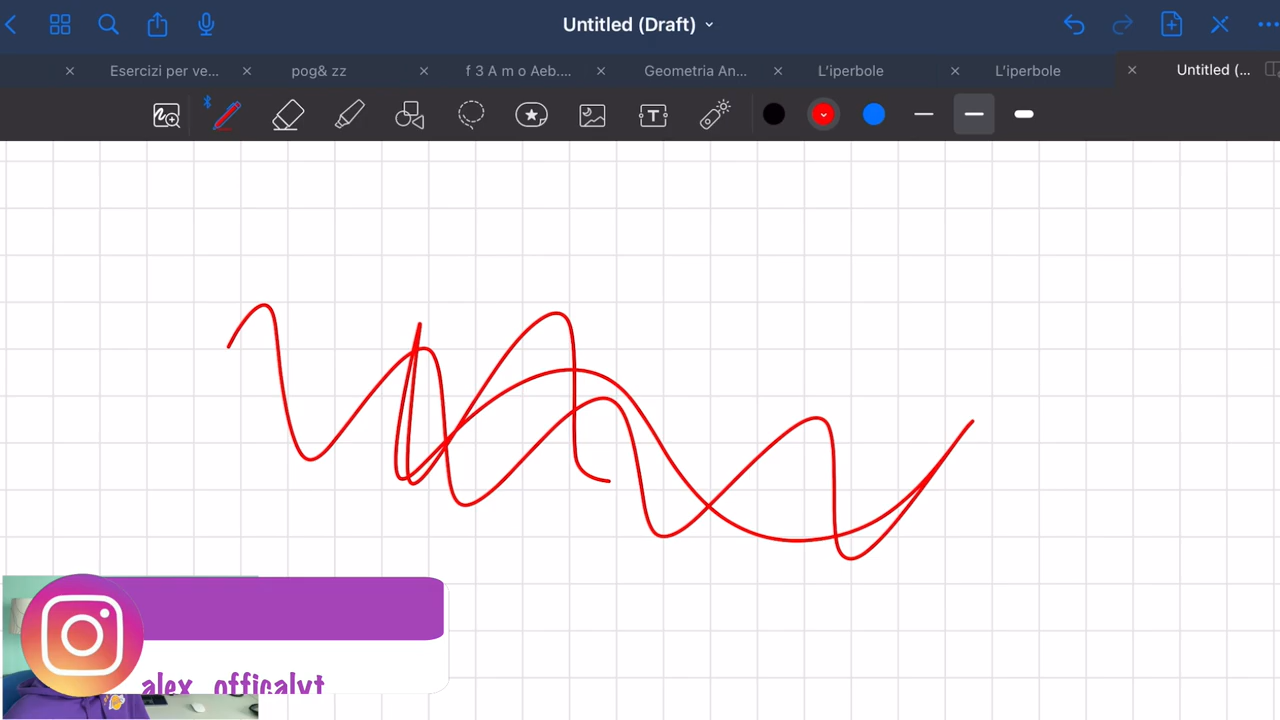 Untitled (Draft)
Esercizi per ve...
pog& zz
f 3 A m o Aeb....
Geometria An...
L'iperbole
L'iperbole
Untitled (...
T
alex_officalyt